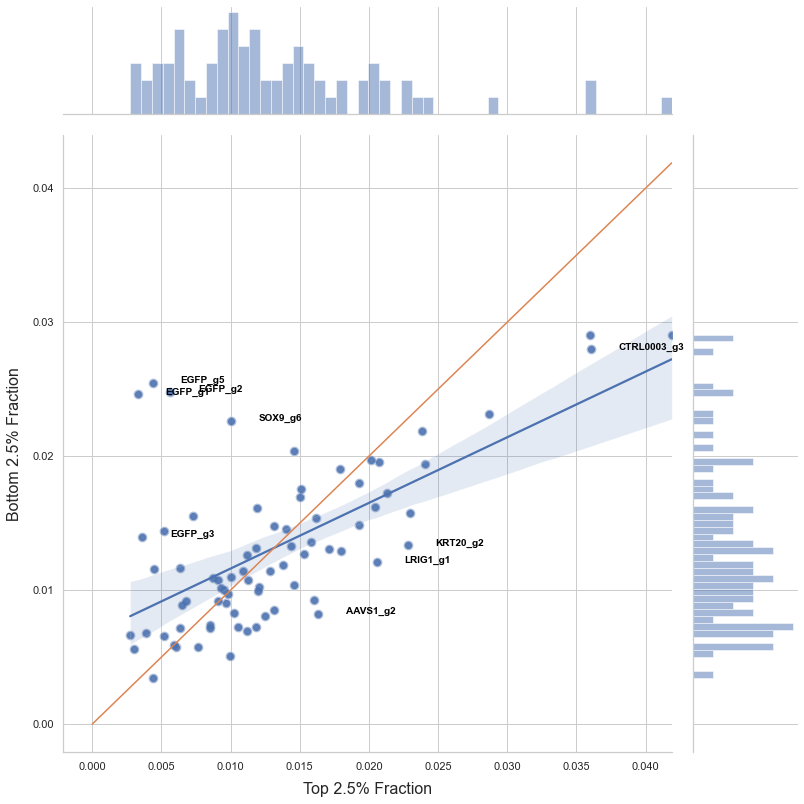 0.04
0.03
0.02
0.01
0.00
Bottom 2.5% Fraction
CTRL0003_g3
EGFP_g5
EGFP_g1
EGFP_g2
SOX9_g6
EGFP_g3
KRT20_g2
LRIG1_g1
AAVS1_g2
0.000 0.005 0.010 0.015 0.020 0.025 0.030 0.035 0.040
Top 2.5% Fraction